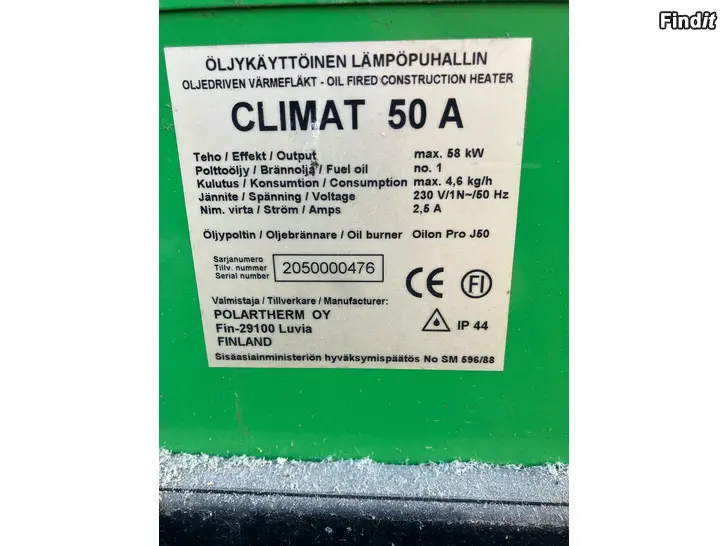 Findit
ÖLJYKÄYTTÖINEN LÄMPÖPUHALLIN
OLJEDRIVEN VÄRMEFLÄKT - OIL FIRED CONSTRUCTION HEATER
CLIMAT 50 A
Teho / Effekt / Output max. 58 kW
Polttoöljy / Brännolja / Fuel oil no. 1
Kulutus / Konsumtion / Consumption max. 4,6 kg/h
Jännite / Spänning / Voltage 230 V/1N~/50 Hz
Nim. virta / Ström / Amps 2,5 A
Öljypoltin / Oljebrännare / Oil burner Oilon Pro J50
Sarjanumero
Tillv. nummer
Serial number 2050000476
CE FI
Valmistaja / Tillverkare / Manufacturer:
POLARTHERM OY
Fin-29100 Luvia
FINLAND
IP 44
Sisäasiainministeriön hyväksymispäätös No SM 596/88